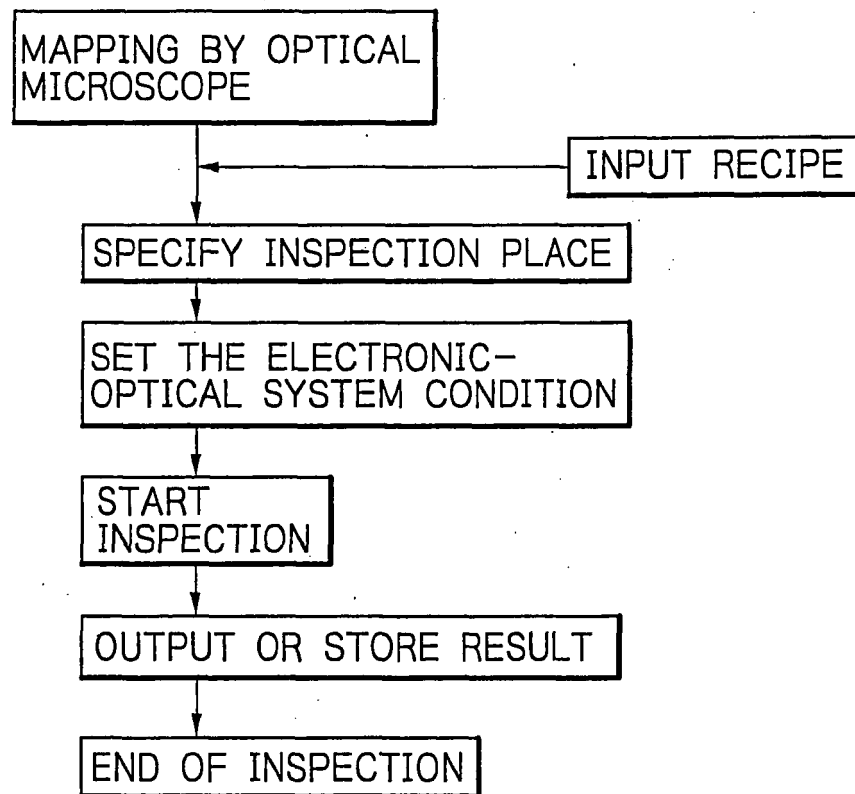 MAPPING BY OPTICAL
MICROSCOPE
INPUT RECIPE
SPECIFY INSPECTION PLACE
SET THE ELECTRONIC-
OPTICAL SYSTEM CONDITION
START
INSPECTION
OUTPUT OR STORE RESULT
END OF INSPECTION